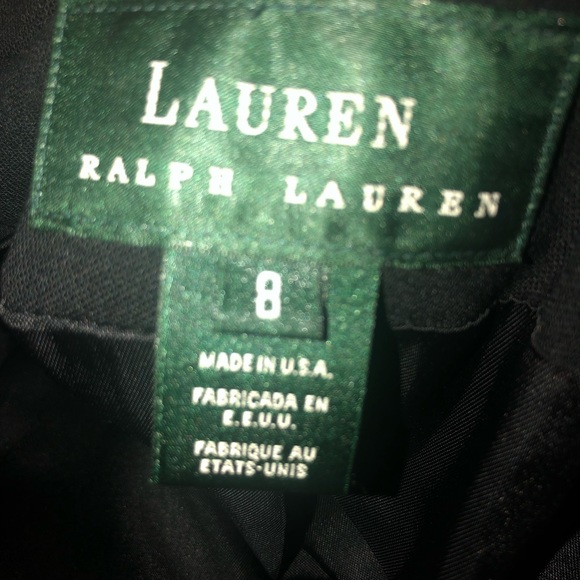 LAUREN
RALPH LAUREN
8
MADE IN U.S.A.
FABRICADA EN
E.E.U.U.
FABRIQUE AU
ETATS-UNIS